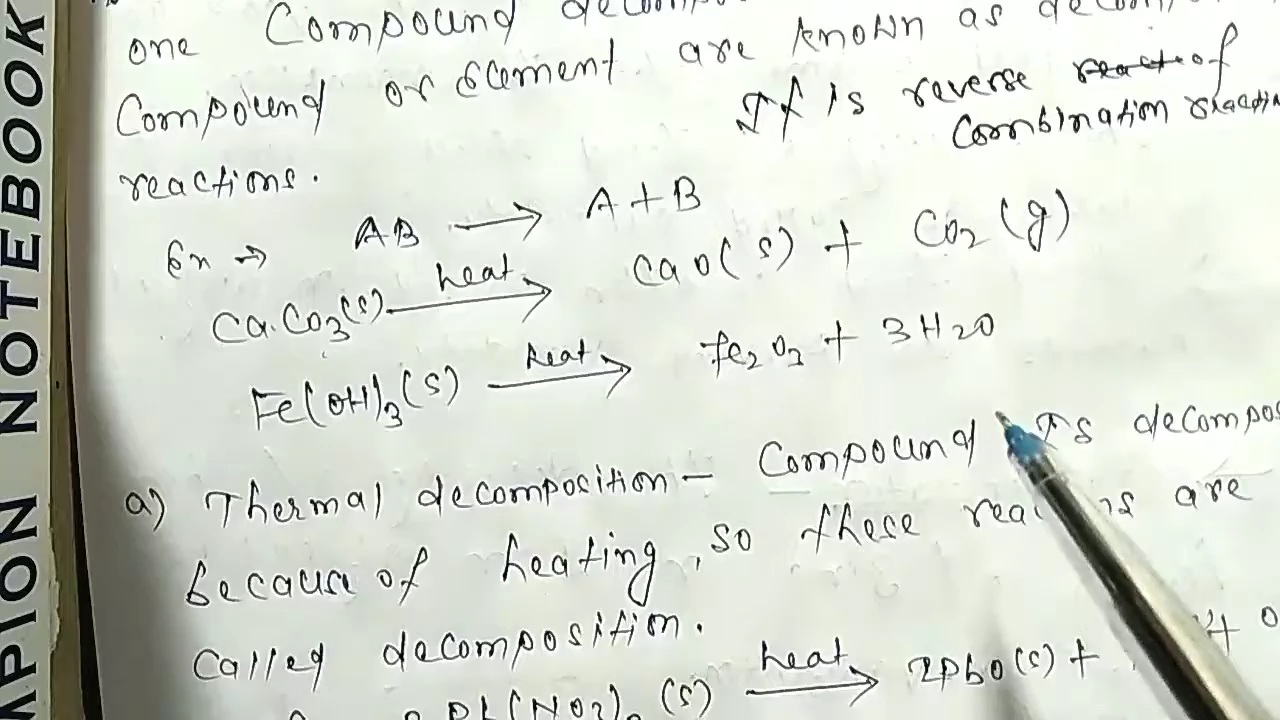 one Compound
Compound or element are known as
reactions. It is reverse of
combination
Ex → AB → A + B
CaCO3(s) heat → CaO(s) + CO2(g)
Fe(OH)3(s) heat → Fe2O3 + 3H2O
a) Thermal decomposition - Compound is
because of heating, so these are
called decomposition.
(s) heat → 2PbO(s) +
NOTEBOOK